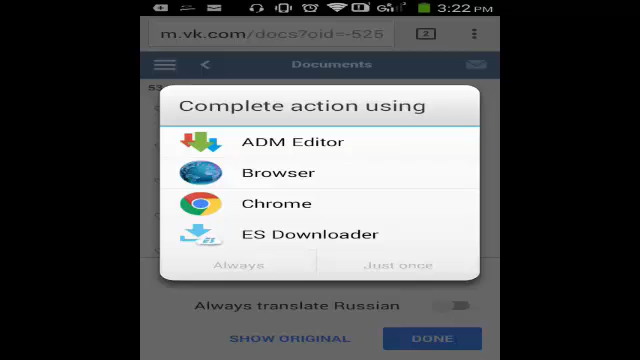 3:22 PM
m.vk.com/docs?oid=-525
2
Documents
53
Complete action using
ADM Editor
Browser
Chrome
ES Downloader
Always Just once
Always translate Russian
SHOW ORIGINAL DONE